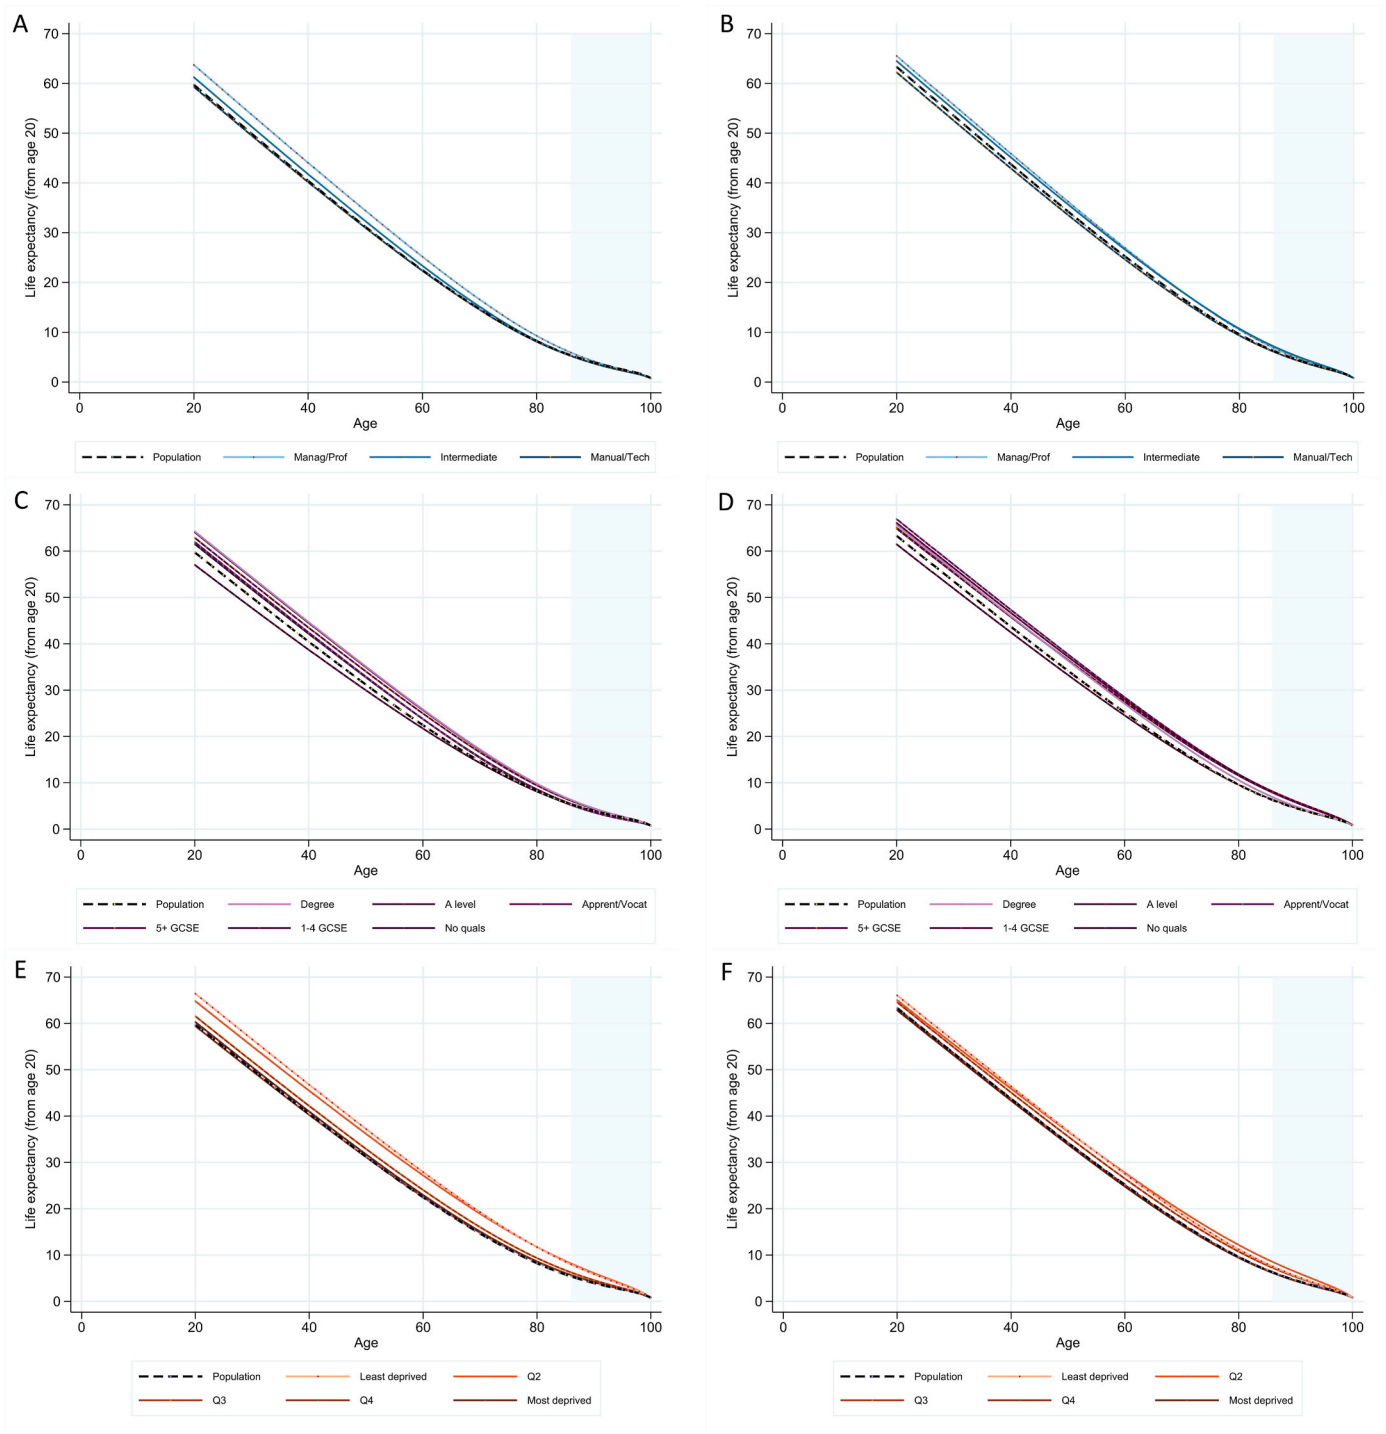 A B
70 70
60 60
50 50
40 40
30 30
20 20
10 10
0 0
Life expectancy (from age 20) Life expectancy (from age 20)
0 20 40 60 80 100 0 20 40 60 80 100
Age Age
Population Manag/Prof Intermediate Manual/Tech Population Manag/Prof Intermediate Manual/Tech
C D
70 70
60 60
50 50
40 40
30 30
20 20
10 10
0 0
Life expectancy (from age 20) Life expectancy (from age 20)
0 20 40 60 80 100 0 20 40 60 80 100
Age Age
Population Degree A level Apprent/Vocat Population Degree A level Apprent/Vocat
5+ GCSE 1-4 GCSE No quals 5+ GCSE 1-4 GCSE No quals
E F
70 70
60 60
50 50
40 40
30 30
20 20
10 10
0 0
Life expectancy (from age 20) Life expectancy (from age 20)
0 20 40 60 80 100 0 20 40 60 80 100
Age Age
Population Least deprived Q2 Population Least deprived Q2
Q3 Q4 Most deprived Q3 Q4 Most deprived